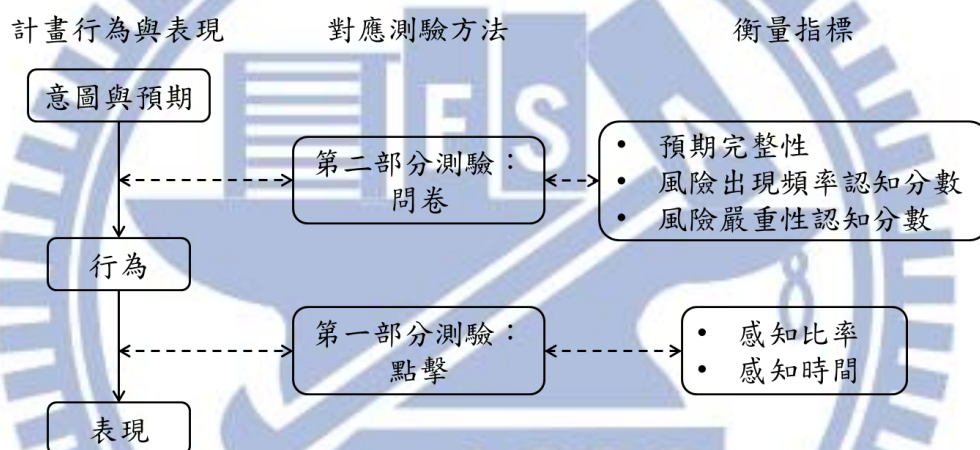 計畫行為與表現
對應測驗方法
衡量指標
意圖與預期
第二部分測驗：
問卷
• 預期完整性
• 風險出現頻率認知分數
• 風險嚴重性認知分數
行為
第一部分測驗：
點擊
• 感知比率
• 感知時間
表現
E S A
8